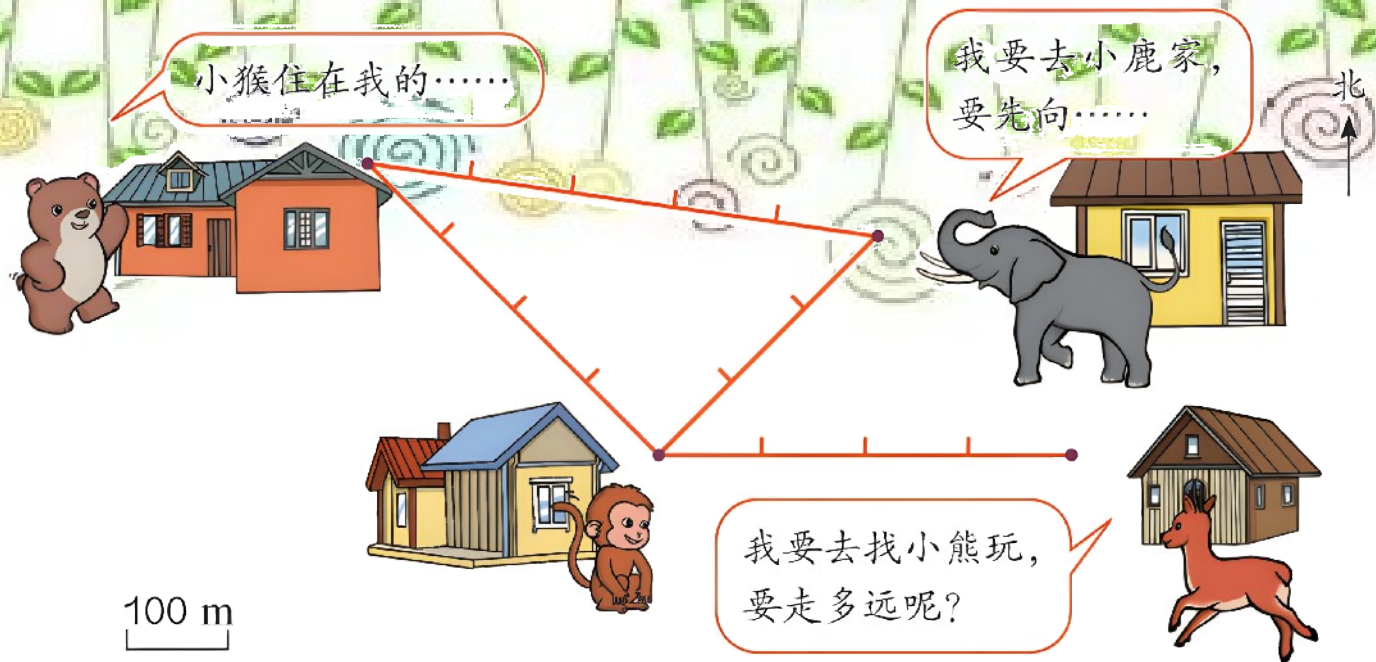 小猴住在我的……
我要去小鹿家，
要先向……
北
我要去找小熊玩，
要走多远呢？
100 m